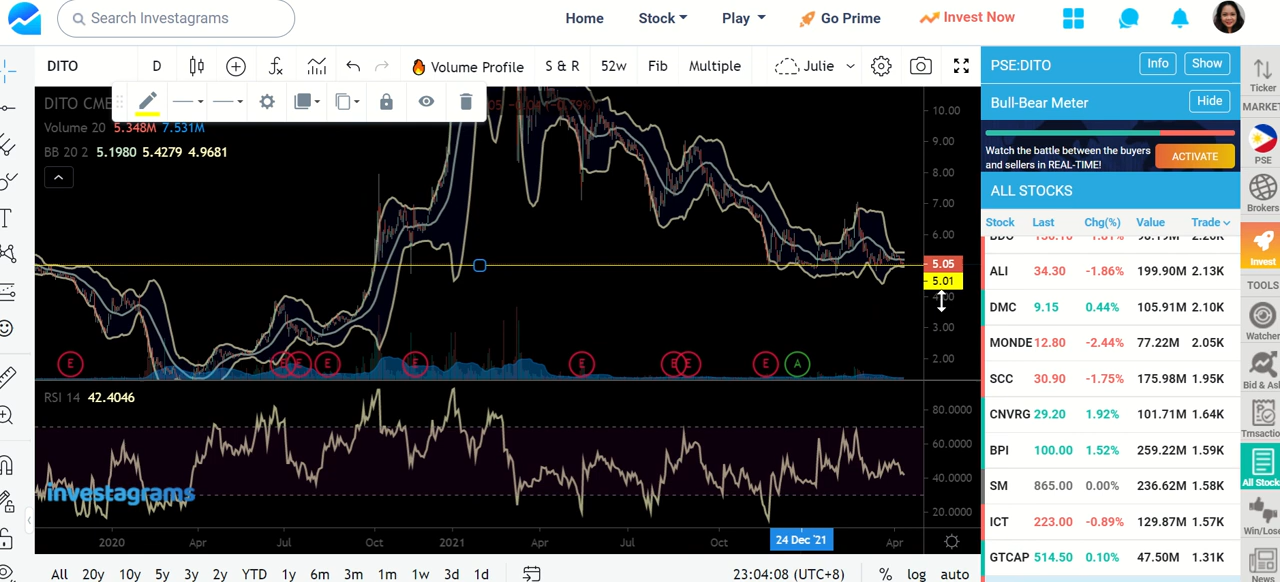 Search Investagrams
Home Stock Play Go Prime Invest Now
DITO D Volume Profile S & R 52w Fib Multiple Julie
DITO CME
Volume 20 5.348M 7.531M
BB 20 2 5.1980 5.4279 4.9681
10.00
9.00
8.00
7.00
6.00
5.05
5.01
3.00
2.00
E E E E E E E E E A
RSI 14 42.4046
80.0000
60.0000
40.0000
20.0000
investagrams
2020 Apr Jul Oct 2021 Apr Jul Oct 24 Dec '21 Apr
All 20y 10y 5y 3y 2y YTD 1y 6m 3m 1m 1w 3d 1d 23:04:08 (UTC+8) % log auto
PSE:DITO Info Show
Bull-Bear Meter Hide
Watch the battle between the buyers
and sellers in REAL-TIME!
ACTIVATE
ALL STOCKS
Stock Last Chg(%) Value Trade
ALI 34.30 -1.86% 199.90M 2.13K
DMC 9.15 0.44% 105.91M 2.10K
MONDE 12.80 -2.44% 77.22M 2.05K
SCC 30.90 -1.75% 175.98M 1.95K
CNVRG 29.20 1.92% 101.71M 1.64K
BPI 100.00 1.52% 259.22M 1.59K
SM 865.00 0.00% 236.62M 1.58K
ICT 223.00 -0.89% 129.87M 1.57K
GTCAP 514.50 0.10% 47.50M 1.31K
Ticker
MARKET
PSE
Brokers
Invest
TOOLS
Watcher
Bid & Ask
Trnsaction
All Stock
Win/Lose
News